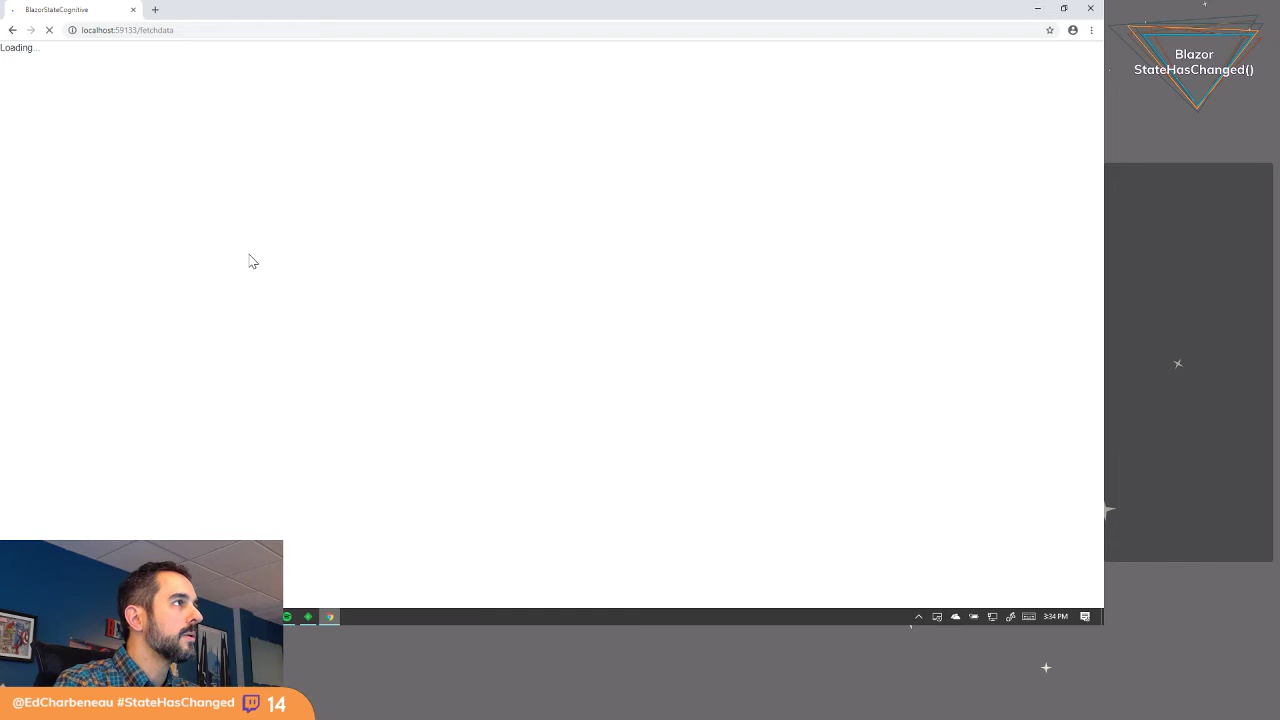 BlazorStateCognitive
localhost:59133/fetchdata
Loading...
Blazor
StateHasChanged()
3:34 PM
@EdCharbeneau #StateHasChanged 14